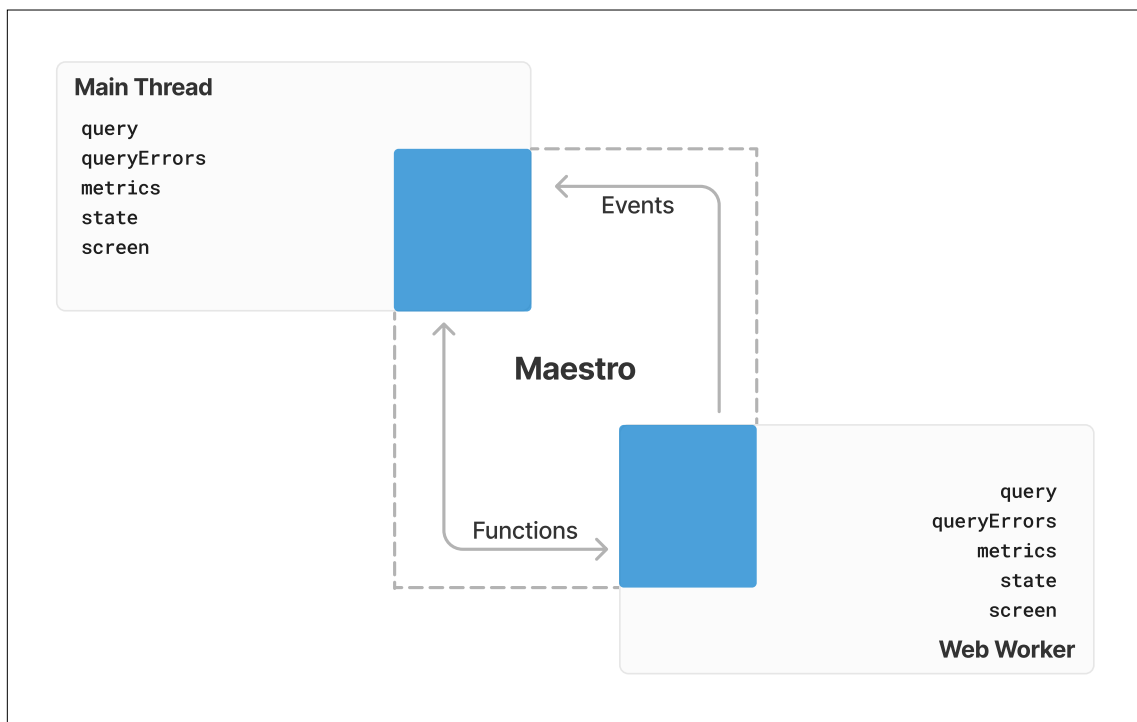 Main Thread
query
queryErrors
metrics
state
screen
Events
Maestro
Functions
query
queryErrors
metrics
state
screen
Web Worker